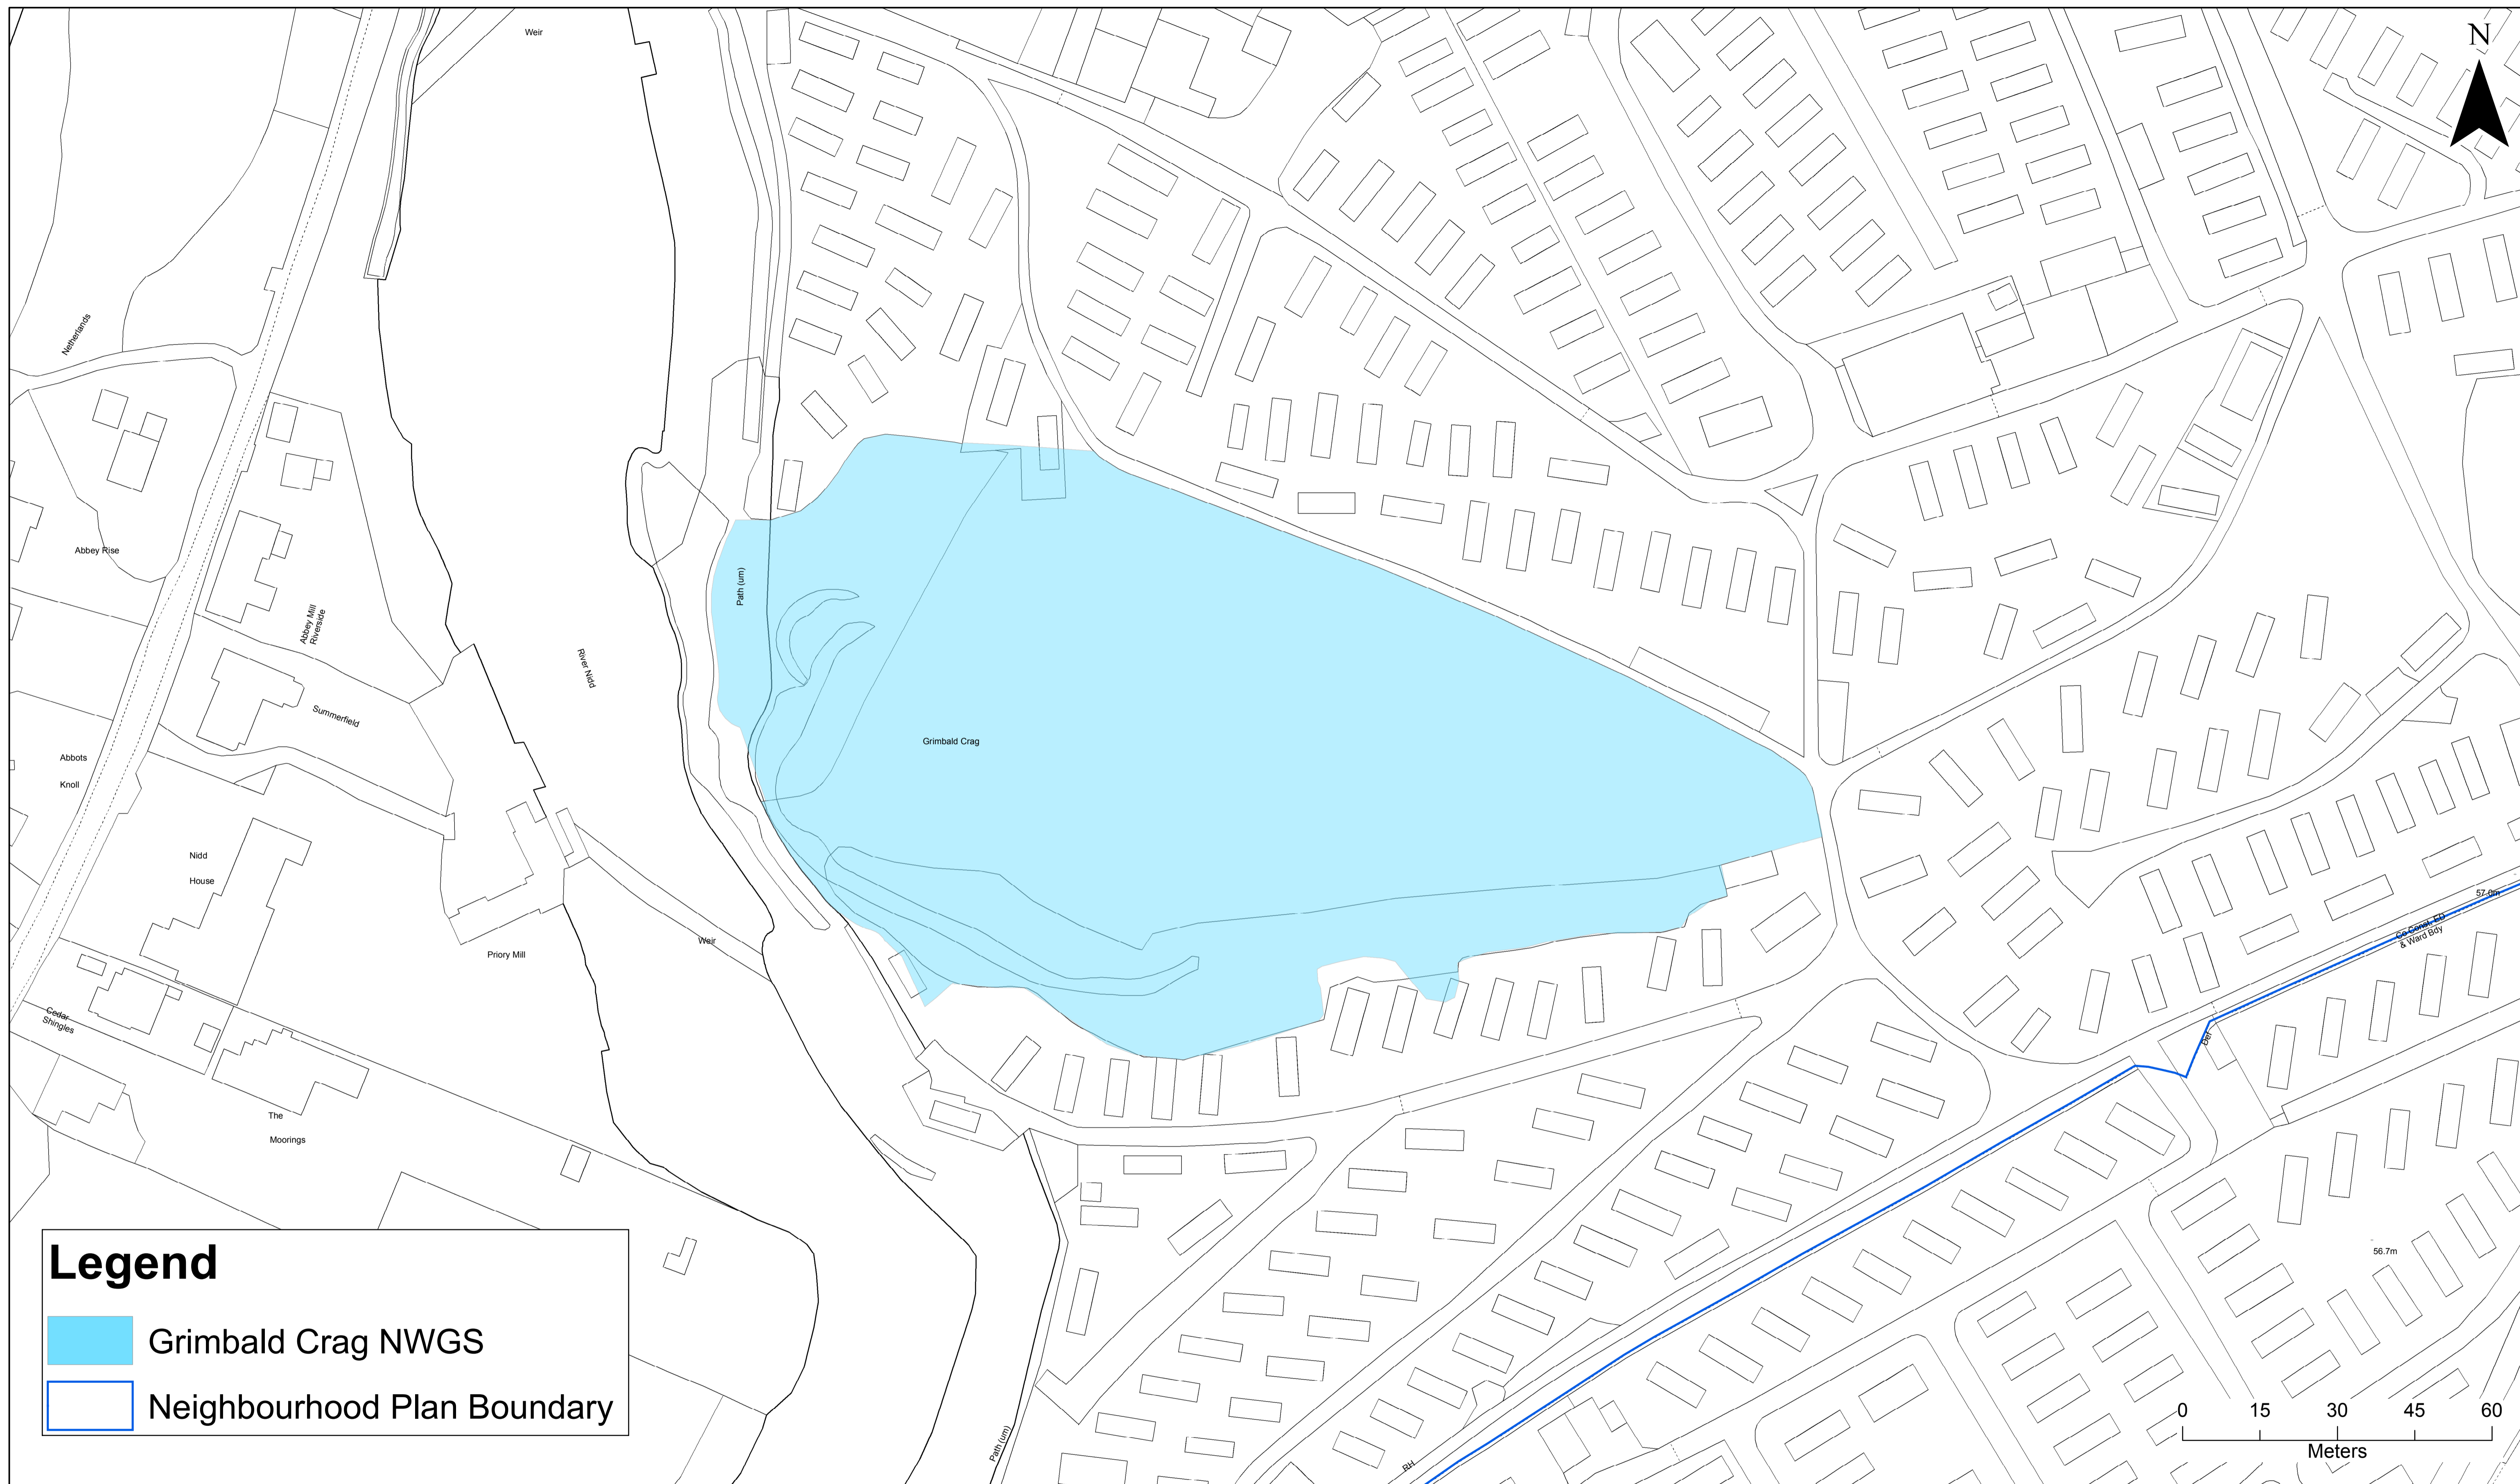 Weir
N
Netherlands
Abbey Rise
Path (um)
Abbey Mill
Riverside
River Nidd
Summerfield
Grimbald Crag
Abbots
Knoll
Nidd
House
57.0m
Co Const, ED
& Ward Bdy
Weir
Priory Mill
Cedar
Shingles
Def
The
Moorings
56.7m
Legend
Grimbald Crag NWGS
Neighbourhood Plan Boundary
Path (um)
RH
0 15 30 45 60
Meters